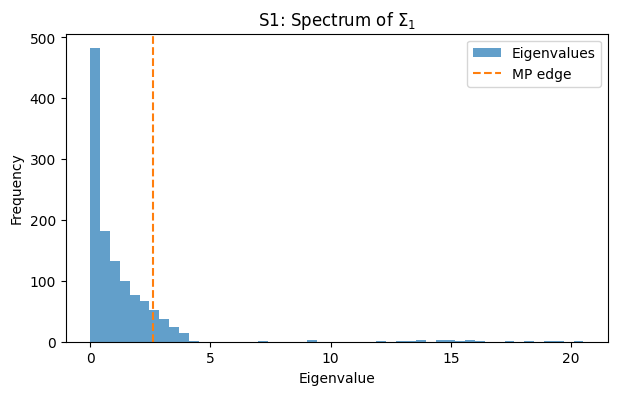 S1: Spectrum of Σ₁
Eigenvalues
MP edge
500
400
300
200
100
0
Frequency
0 5 10 15 20
Eigenvalue